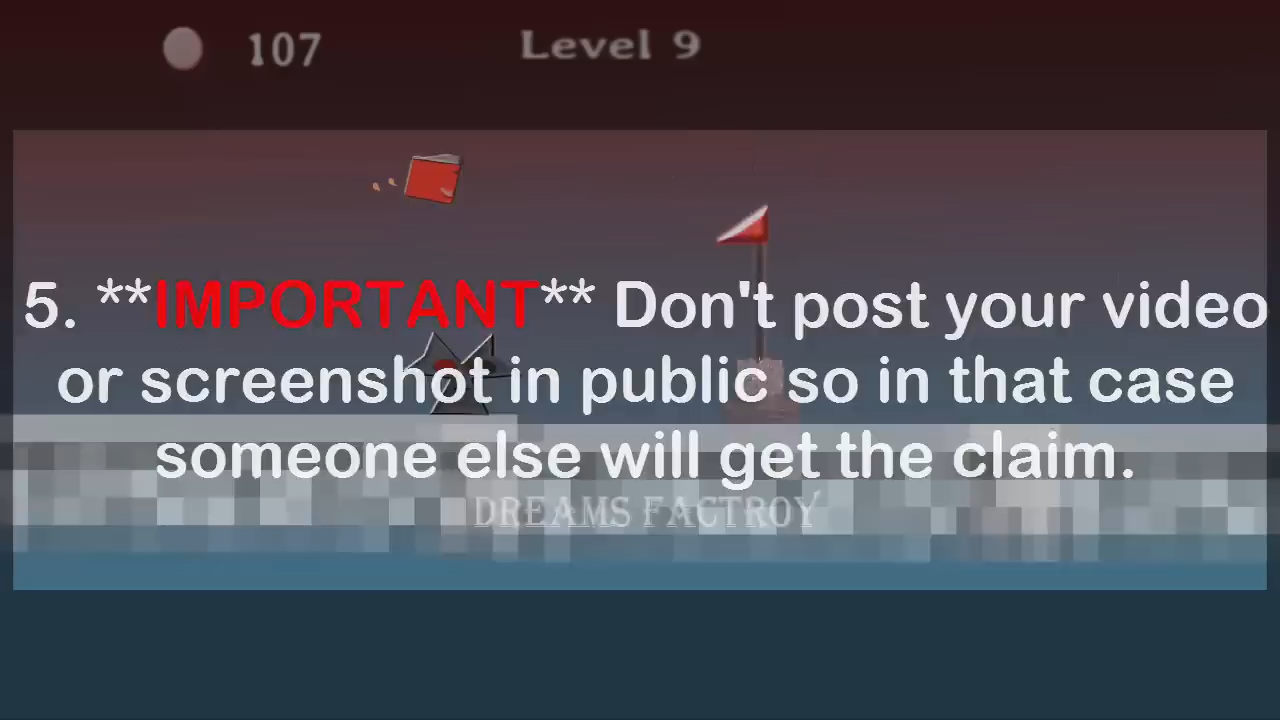 107
Level 9
5. **IMPORTANT** Don't post your video
or screenshot in public so in that case
someone else will get the claim.
DREAMS FACTROY